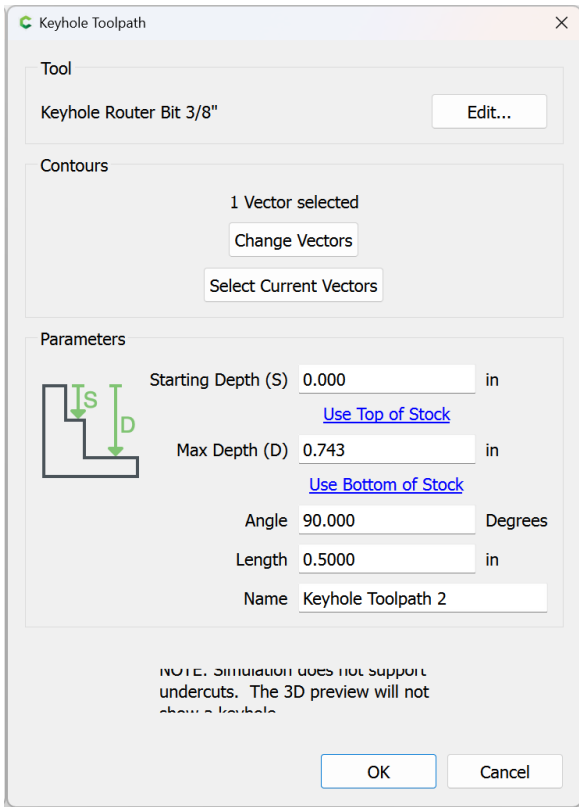 Keyhole Toolpath
Tool
Keyhole Router Bit 3/8"
Edit...
Contours
1 Vector selected
Change Vectors
Select Current Vectors
Parameters
S
D
Starting Depth (S) 0.000 in
Use Top of Stock
Max Depth (D) 0.743 in
Use Bottom of Stock
Angle 90.000 Degrees
Length 0.5000 in
Name Keyhole Toolpath 2
NOTE: Simulation does not support
undercuts. The 3D preview will not
show a keyhole
OK
Cancel